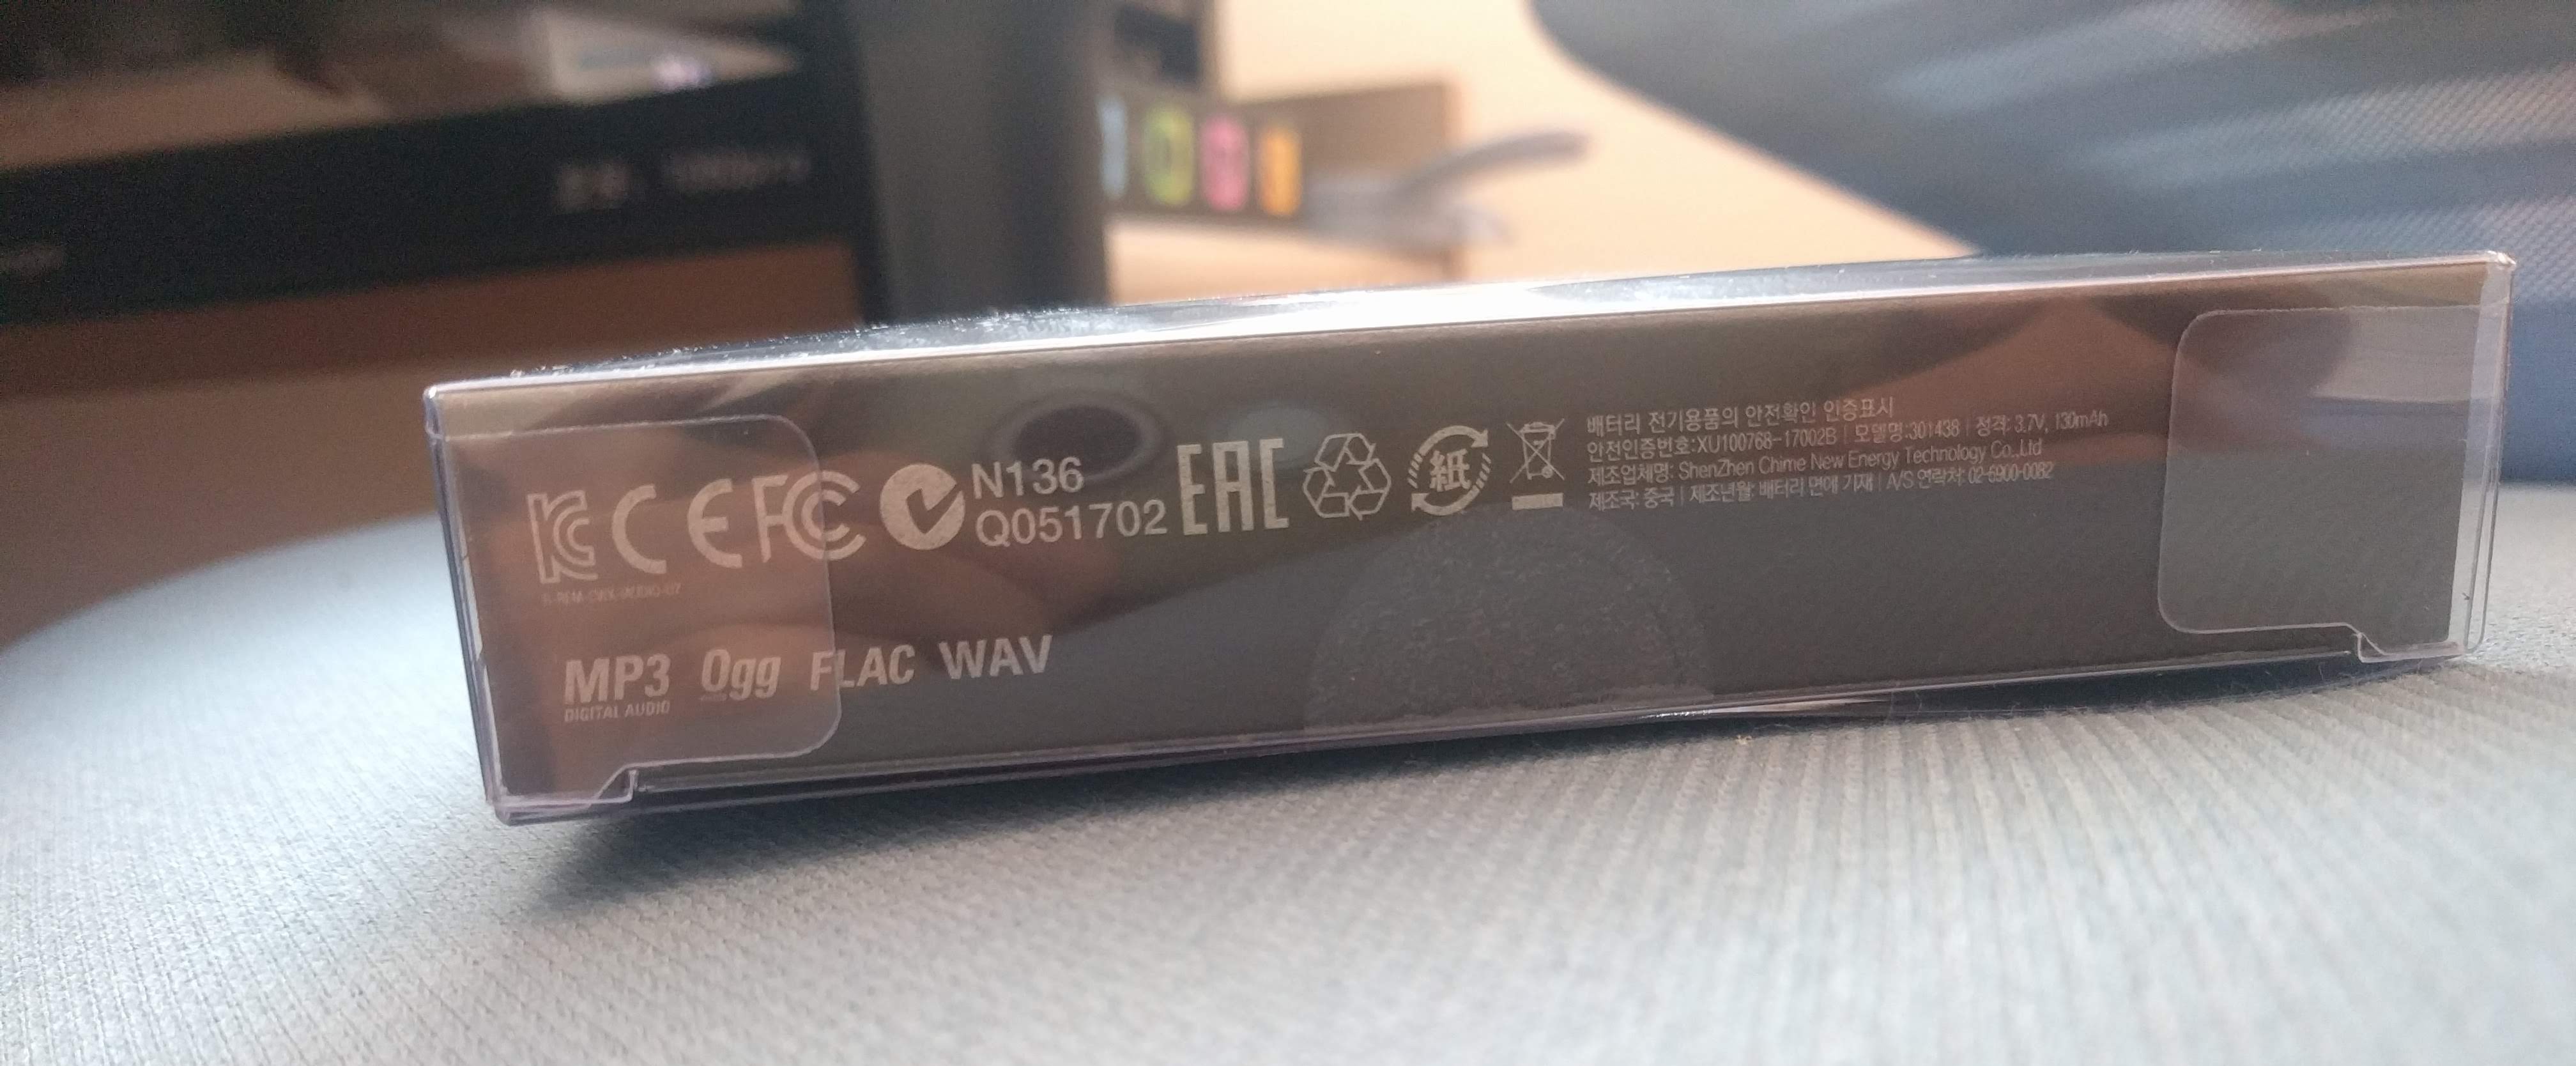 KC CE FC N136
Q051702
EAC
紙
배터리 전기용품의 안전확인 인증표시
안전인증번호:XU100768-17002B | 모델명:301438 | 정격: 3.7V, 130mAh
제조업체명: ShenZhen Chime New Energy Technology Co.,Ltd
제조국: 중국 | 제조년월: 배터리 면에 기재 | A/S 연락처: 02-6900-0082
MP3 Ogg FLAC WAV
DIGITAL AUDIO